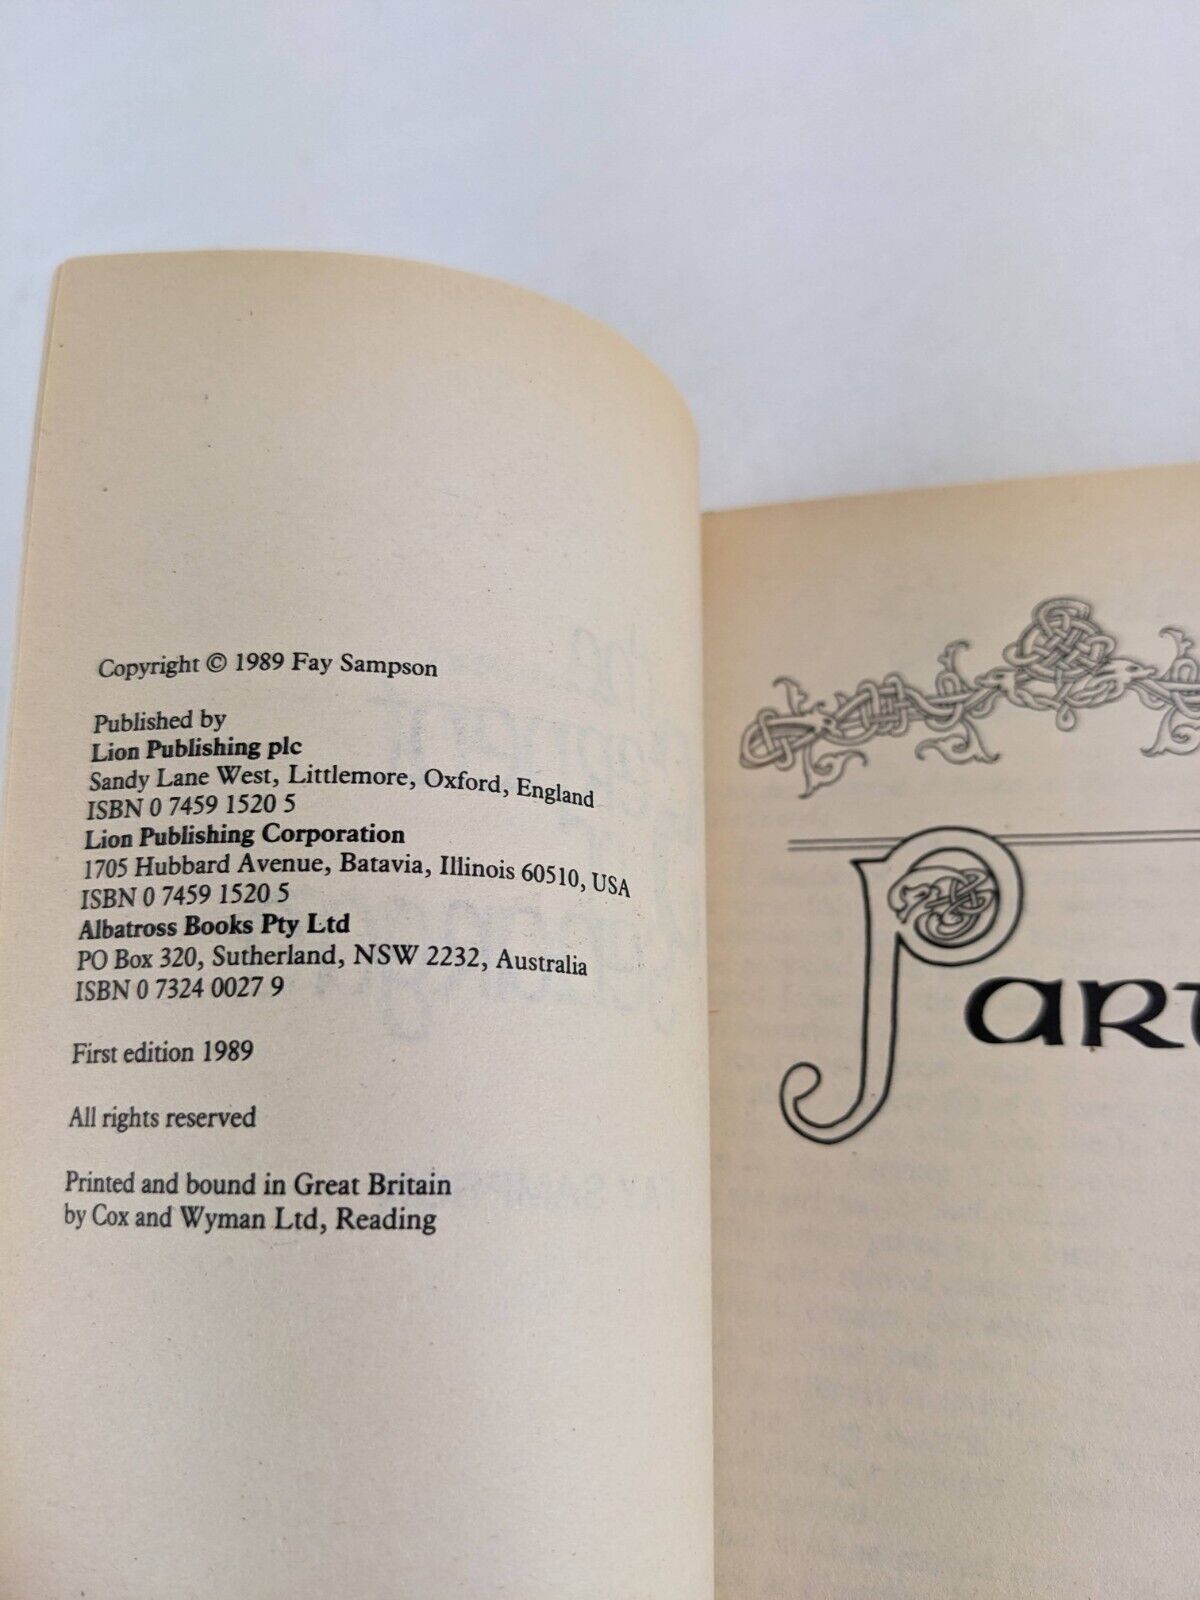 Copyright © 1989 Fay Sampson
Published by
Lion Publishing plc
Sandy Lane West, Littlemore, Oxford, England
ISBN 0 7459 1520 5
Lion Publishing Corporation
1705 Hubbard Avenue, Batavia, Illinois 60510, USA
ISBN 0 7459 1520 5
Albatross Books Pty Ltd
PO Box 320, Sutherland, NSW 2232, Australia
ISBN 0 7324 0027 9
First edition 1989
All rights reserved
Printed and bound in Great Britain
by Cox and Wyman Ltd, Reading
Part